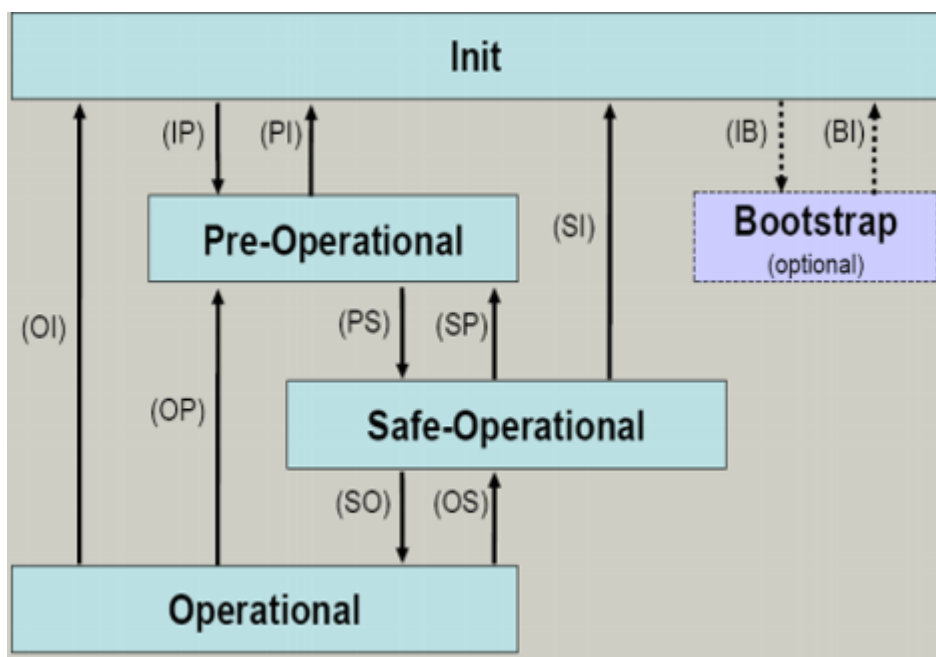 Init
(IP)
(PI)
(IB)
(BI)
Pre-Operational
(SI)
Bootstrap
(optional)
(OI)
(PS)
(SP)
(OP)
Safe-Operational
(SO)
(OS)
Operational